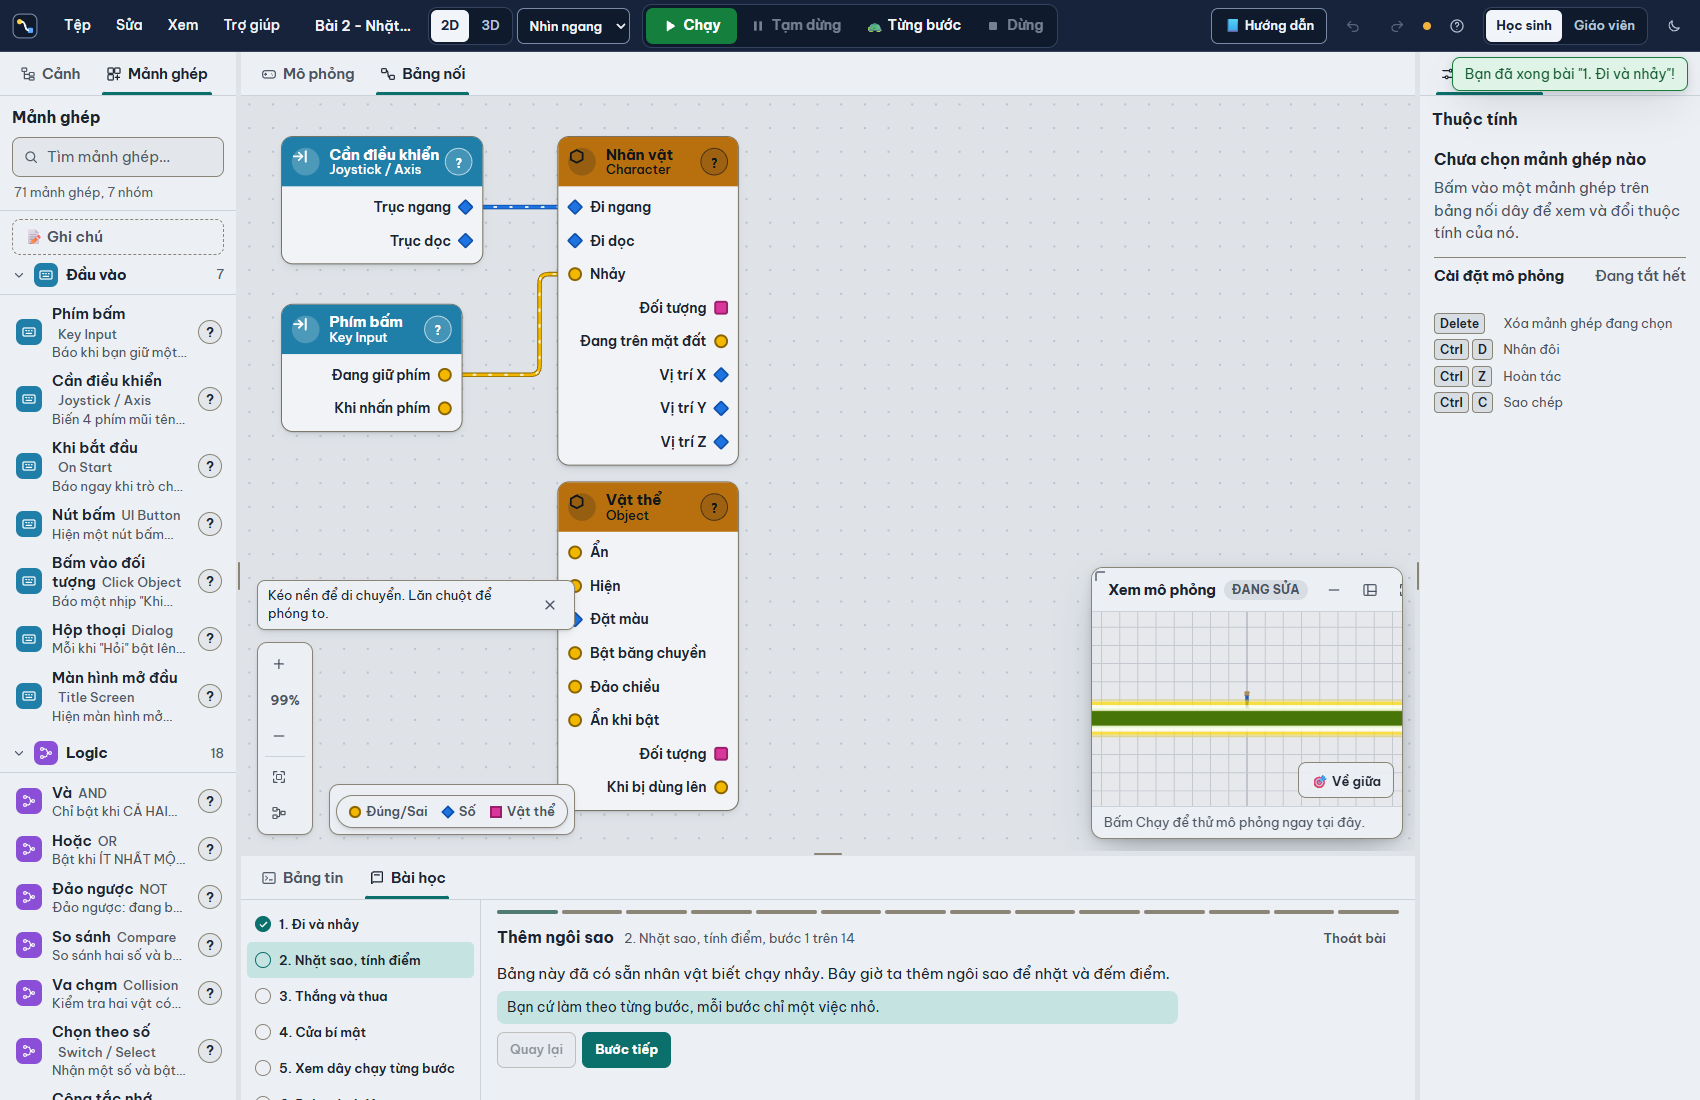 Tệp Sửa Xem Trợ giúp Bài 2 - Nhặt... 2D 3D Nhìn ngang Chạy Tạm dừng Từng bước Dừng Hướng dẫn Học sinh Giáo viên
Cảnh Mảnh ghép
Mảnh ghép
Tìm mảnh ghép...
71 mảnh ghép, 7 nhóm
Ghi chú
Đầu vào 7
Phím bấm
Key Input
Báo khi bạn giữ một...
?
Cần điều khiển
Joystick / Axis
Biến 4 phím mũi tên...
?
Khi bắt đầu
On Start
Báo ngay khi trò ch...
?
Nút bấm UI Button
Hiện một nút bấm...
?
Bấm vào đối
tượng Click Object
Báo một nhịp "Khi...
?
Hộp thoại Dialog
Mỗi khi "Hỏi" bật lên...
?
Màn hình mở đầu
Title Screen
Hiện màn hình mở...
?
Logic 18
Và AND
Chỉ bật khi CẢ HAI...
?
Hoặc OR
Bật khi ÍT NHẤT MỘ...
?
Đảo ngược NOT
Đảo ngược: đang b...
?
So sánh Compare
So sánh hai số và b...
?
Va chạm Collision
Kiểm tra hai vật có...
?
Chọn theo số
Switch / Select
Nhận một số và bật...
?
Công tắc nhớ
Mô phỏng Bảng nối
Cần điều khiển
Joystick / Axis
?
Trục ngang
Trục dọc
Phím bấm
Key Input
?
Đang giữ phím
Khi nhấn phím
Nhân vật
Character
?
Đi ngang
Đi dọc
Nhảy
Đối tượng
Đang trên mặt đất
Vị trí X
Vị trí Y
Vị trí Z
Vật thể
Object
?
Ẩn
Hiện
Đặt màu
Bật băng chuyền
Đảo chiều
Ẩn khi bật
Đối tượng
Khi bị dùng lên
Kéo nền để di chuyển. Lăn chuột để
phóng to.
99%
Đúng/Sai Số Vật thể
Xem mô phỏng ĐANG SỬA
Về giữa
Bấm Chạy để thử mô phỏng ngay tại đây.
Bảng tin Bài học
1. Đi và nhảy
2. Nhặt sao, tính điểm
3. Thắng và thua
4. Cửa bí mật
5. Xem dây chạy từng bước
Thêm ngôi sao 2. Nhặt sao, tính điểm, bước 1 trên 14 Thoát bài
Bảng này đã có sẵn nhân vật biết chạy nhảy. Bây giờ ta thêm ngôi sao để nhặt và đếm điểm.
Bạn cứ làm theo từng bước, mỗi bước chỉ một việc nhỏ.
Quay lại Bước tiếp
Bạn đã xong bài "1. Đi và nhảy"!
Thuộc tính
Chưa chọn mảnh ghép nào
Bấm vào một mảnh ghép trên
bảng nối dây để xem và đổi thuộc
tính của nó.
Cài đặt mô phỏng Đang tắt hết
Delete Xóa mảnh ghép đang chọn
Ctrl D Nhân đôi
Ctrl Z Hoàn tác
Ctrl C Sao chép